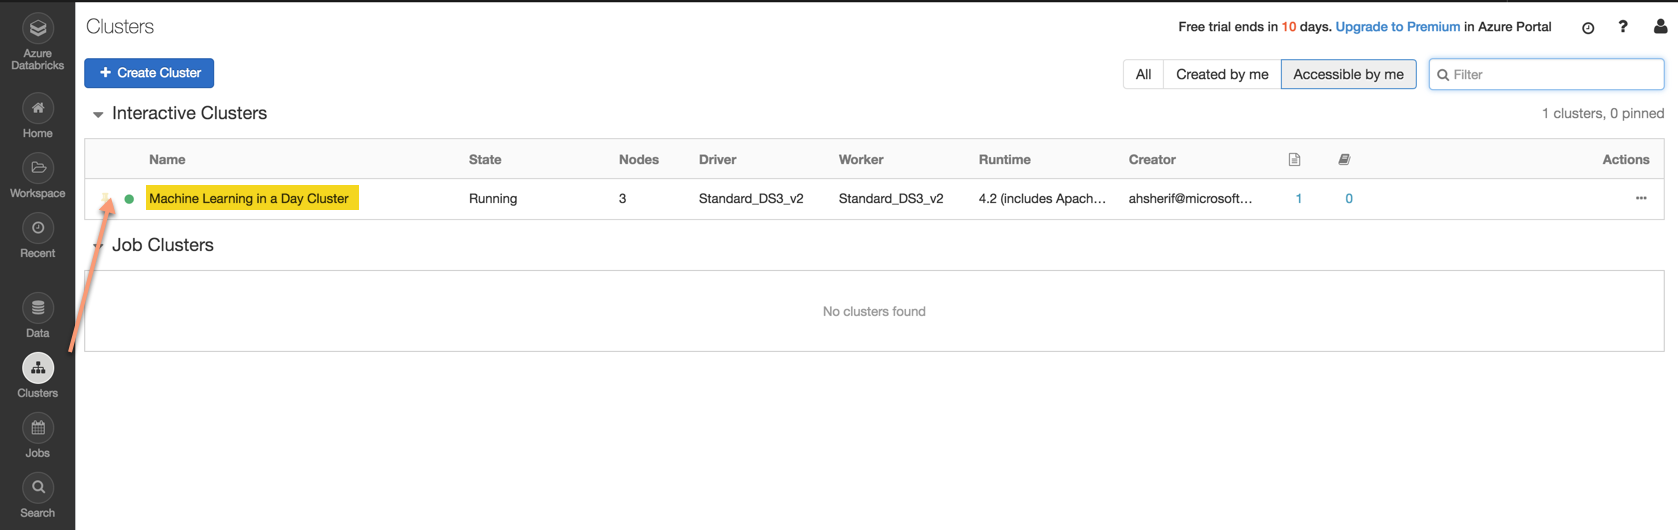 Azure
Databricks
Home
Workspace
Recent
Data
Clusters
Jobs
Search
Clusters
Free trial ends in 10 days. Upgrade to Premium in Azure Portal
?
+ Create Cluster
All Created by me Accessible by me Filter
Interactive Clusters
1 clusters, 0 pinned
Name State Nodes Driver Worker Runtime Creator Actions
Machine Learning in a Day Cluster Running 3 Standard_DS3_v2 Standard_DS3_v2 4.2 (includes Apach... ahsherif@microsoft... 1 0 ...
Job Clusters
No clusters found